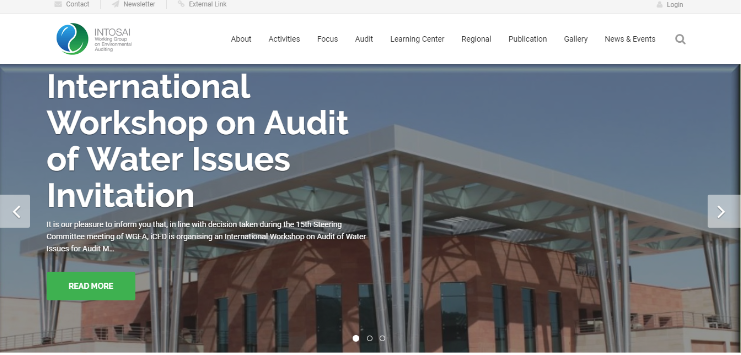 Contact Newsletter External Link Login
INTOSAI
Working Group
on Environmental
Auditing
About Activities Focus Audit Learning Center Regional Publication Gallery News & Events
International
Workshop on Audit
of Water Issues
Invitation
It is our pleasure to inform you that, in line with decision taken during the 15th Steering
Committee meeting of WGEA, iCED is organising an International Workshop on Audit of Water
Issues for Audit M...
READ MORE